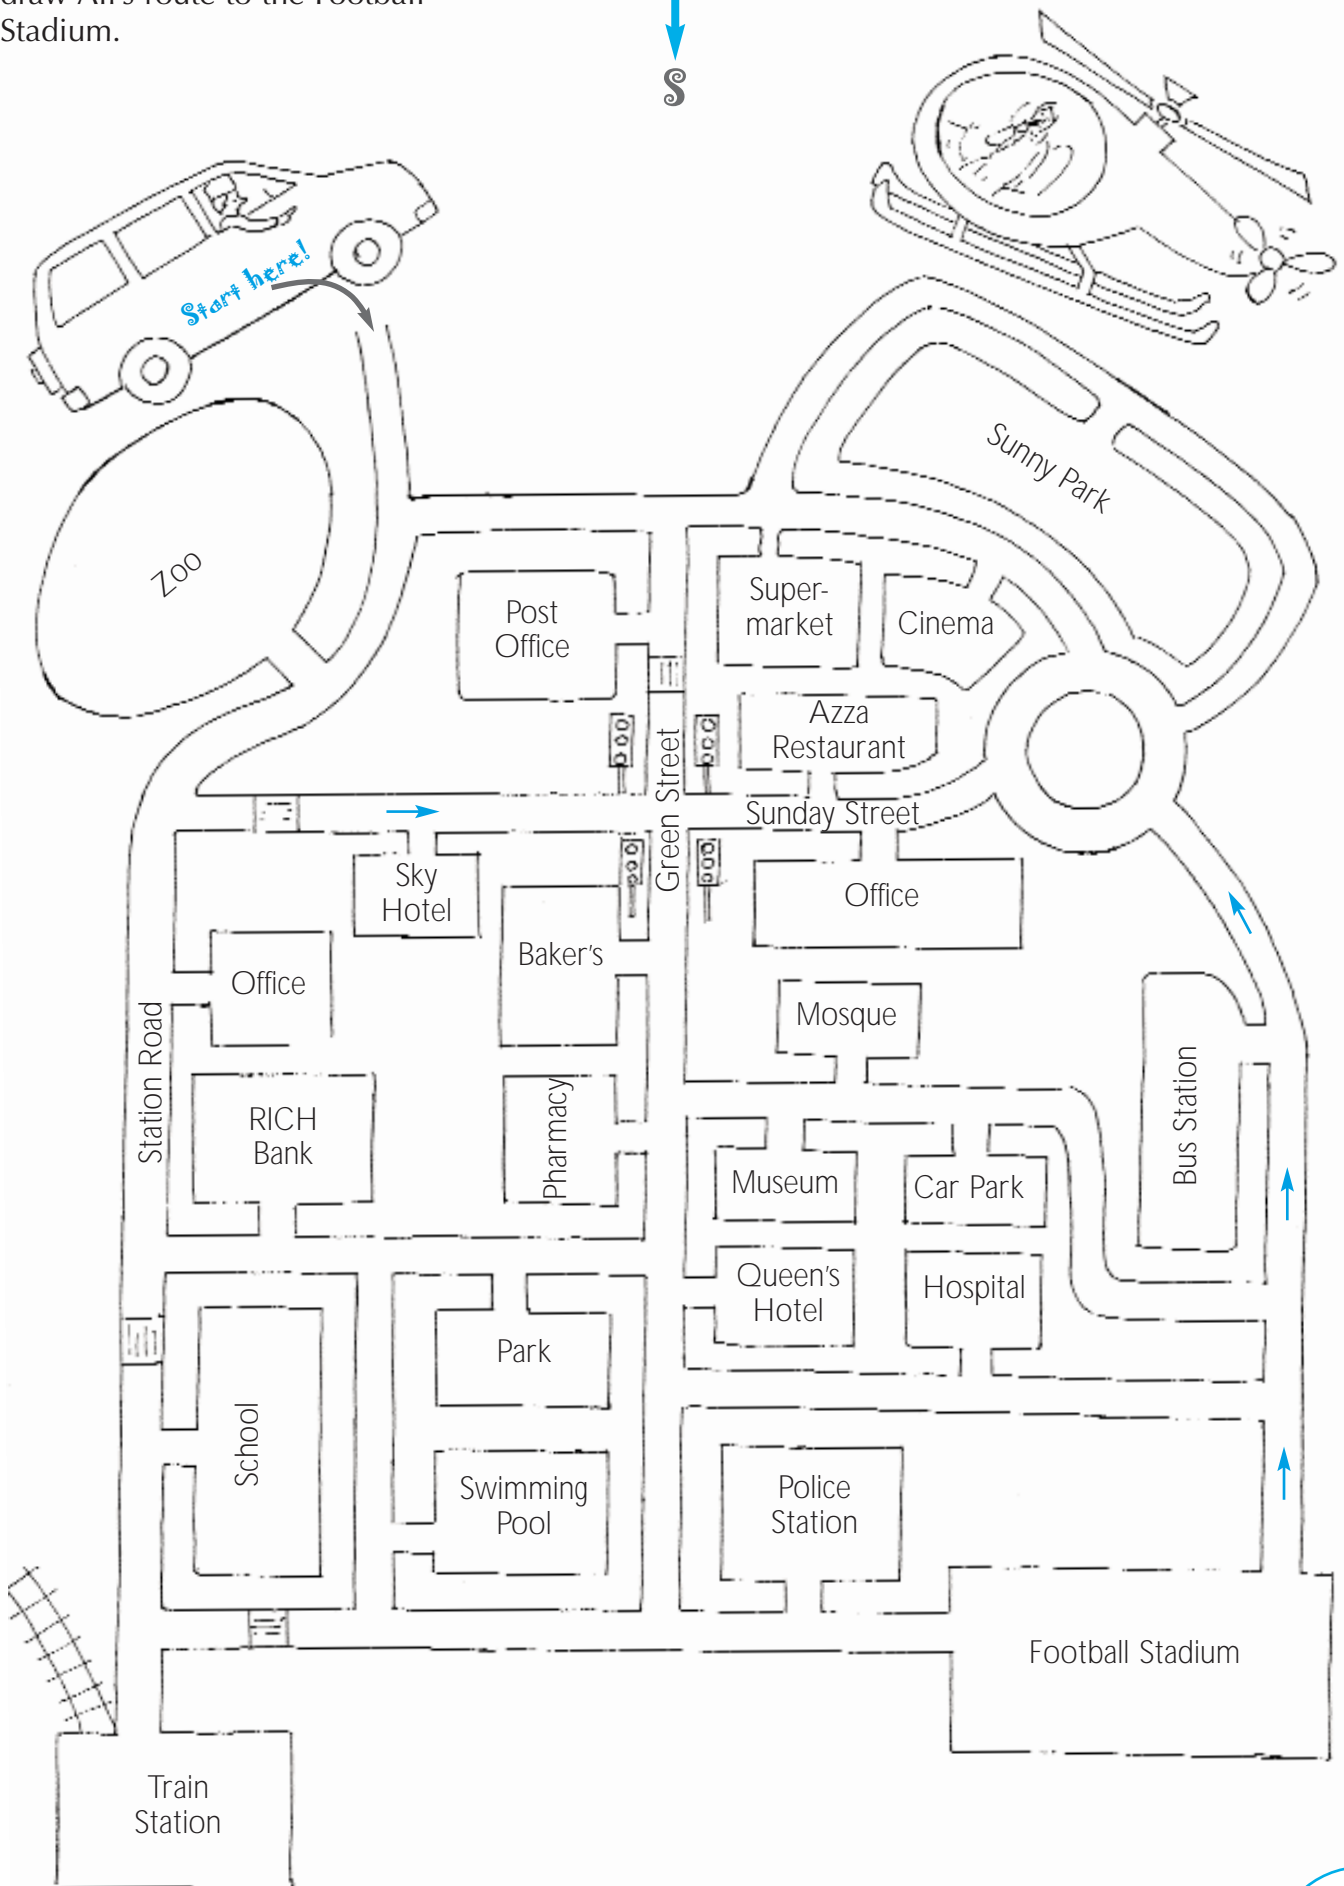 Stadium.
S
Start here!
Sunny Park
Zoo
Post
Office
Super-
market
Cinema
Azza
Restaurant
Green Street
Sunday Street
Sky
Hotel
Office
Baker's
Office
Mosque
Station Road
RICH
Bank
Pharmacy
Museum
Car Park
Bus Station
Queen's
Hotel
Hospital
Park
School
Swimming
Pool
Police
Station
Football Stadium
Train
Station